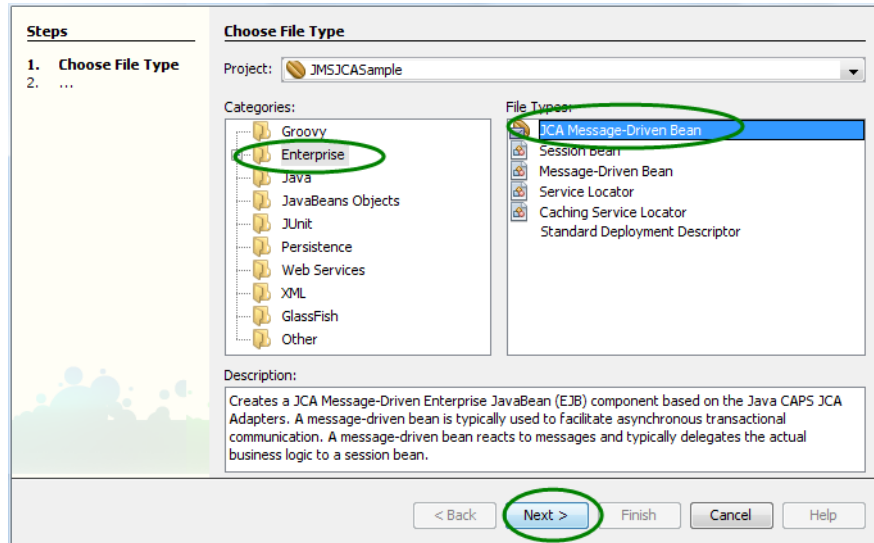 Steps
1. Choose File Type
2. ...
Choose File Type
Project: JMSJCASample
Categories:
Groovy
Enterprise
Java
JavaBeans Objects
JUnit
Persistence
Web Services
XML
GlassFish
Other
File Types:
JCA Message-Driven Bean
Session Bean
Message-Driven Bean
Service Locator
Caching Service Locator
Standard Deployment Descriptor
Description:
Creates a JCA Message-Driven Enterprise JavaBean (EJB) component based on the Java CAPS JCA
Adapters. A message-driven bean is typically used to facilitate asynchronous transactional
communication. A message-driven bean reacts to messages and typically delegates the actual
business logic to a session bean.
< Back Next > Finish Cancel Help